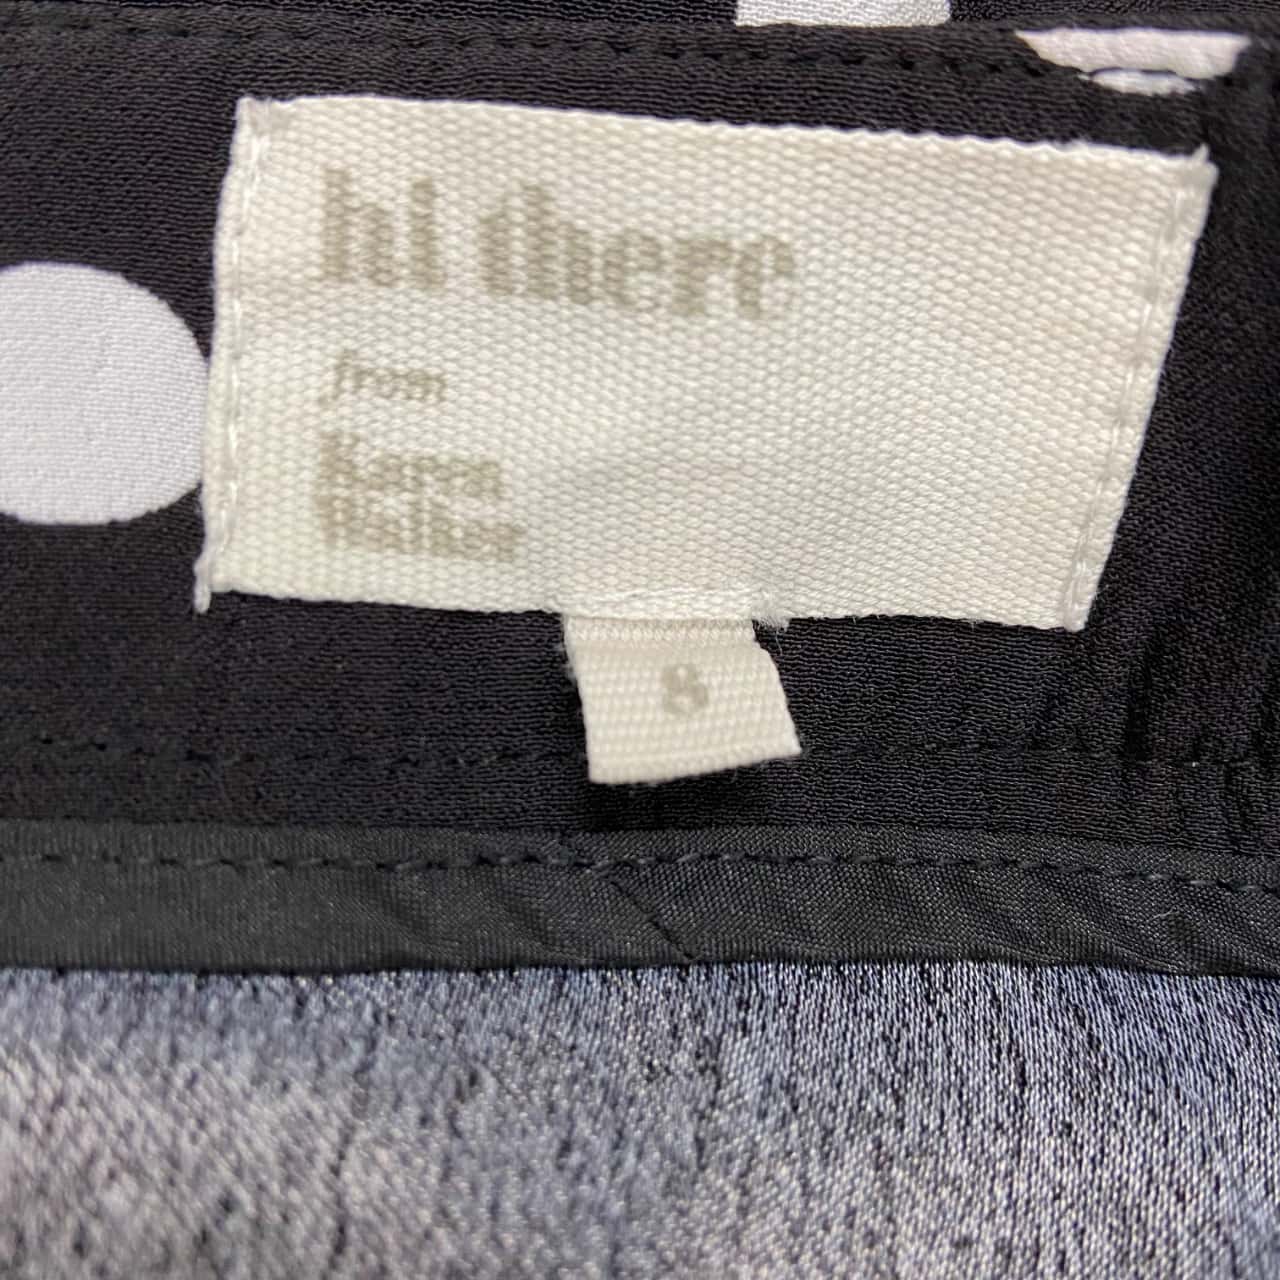 hi there
from
Karen
Walker
8